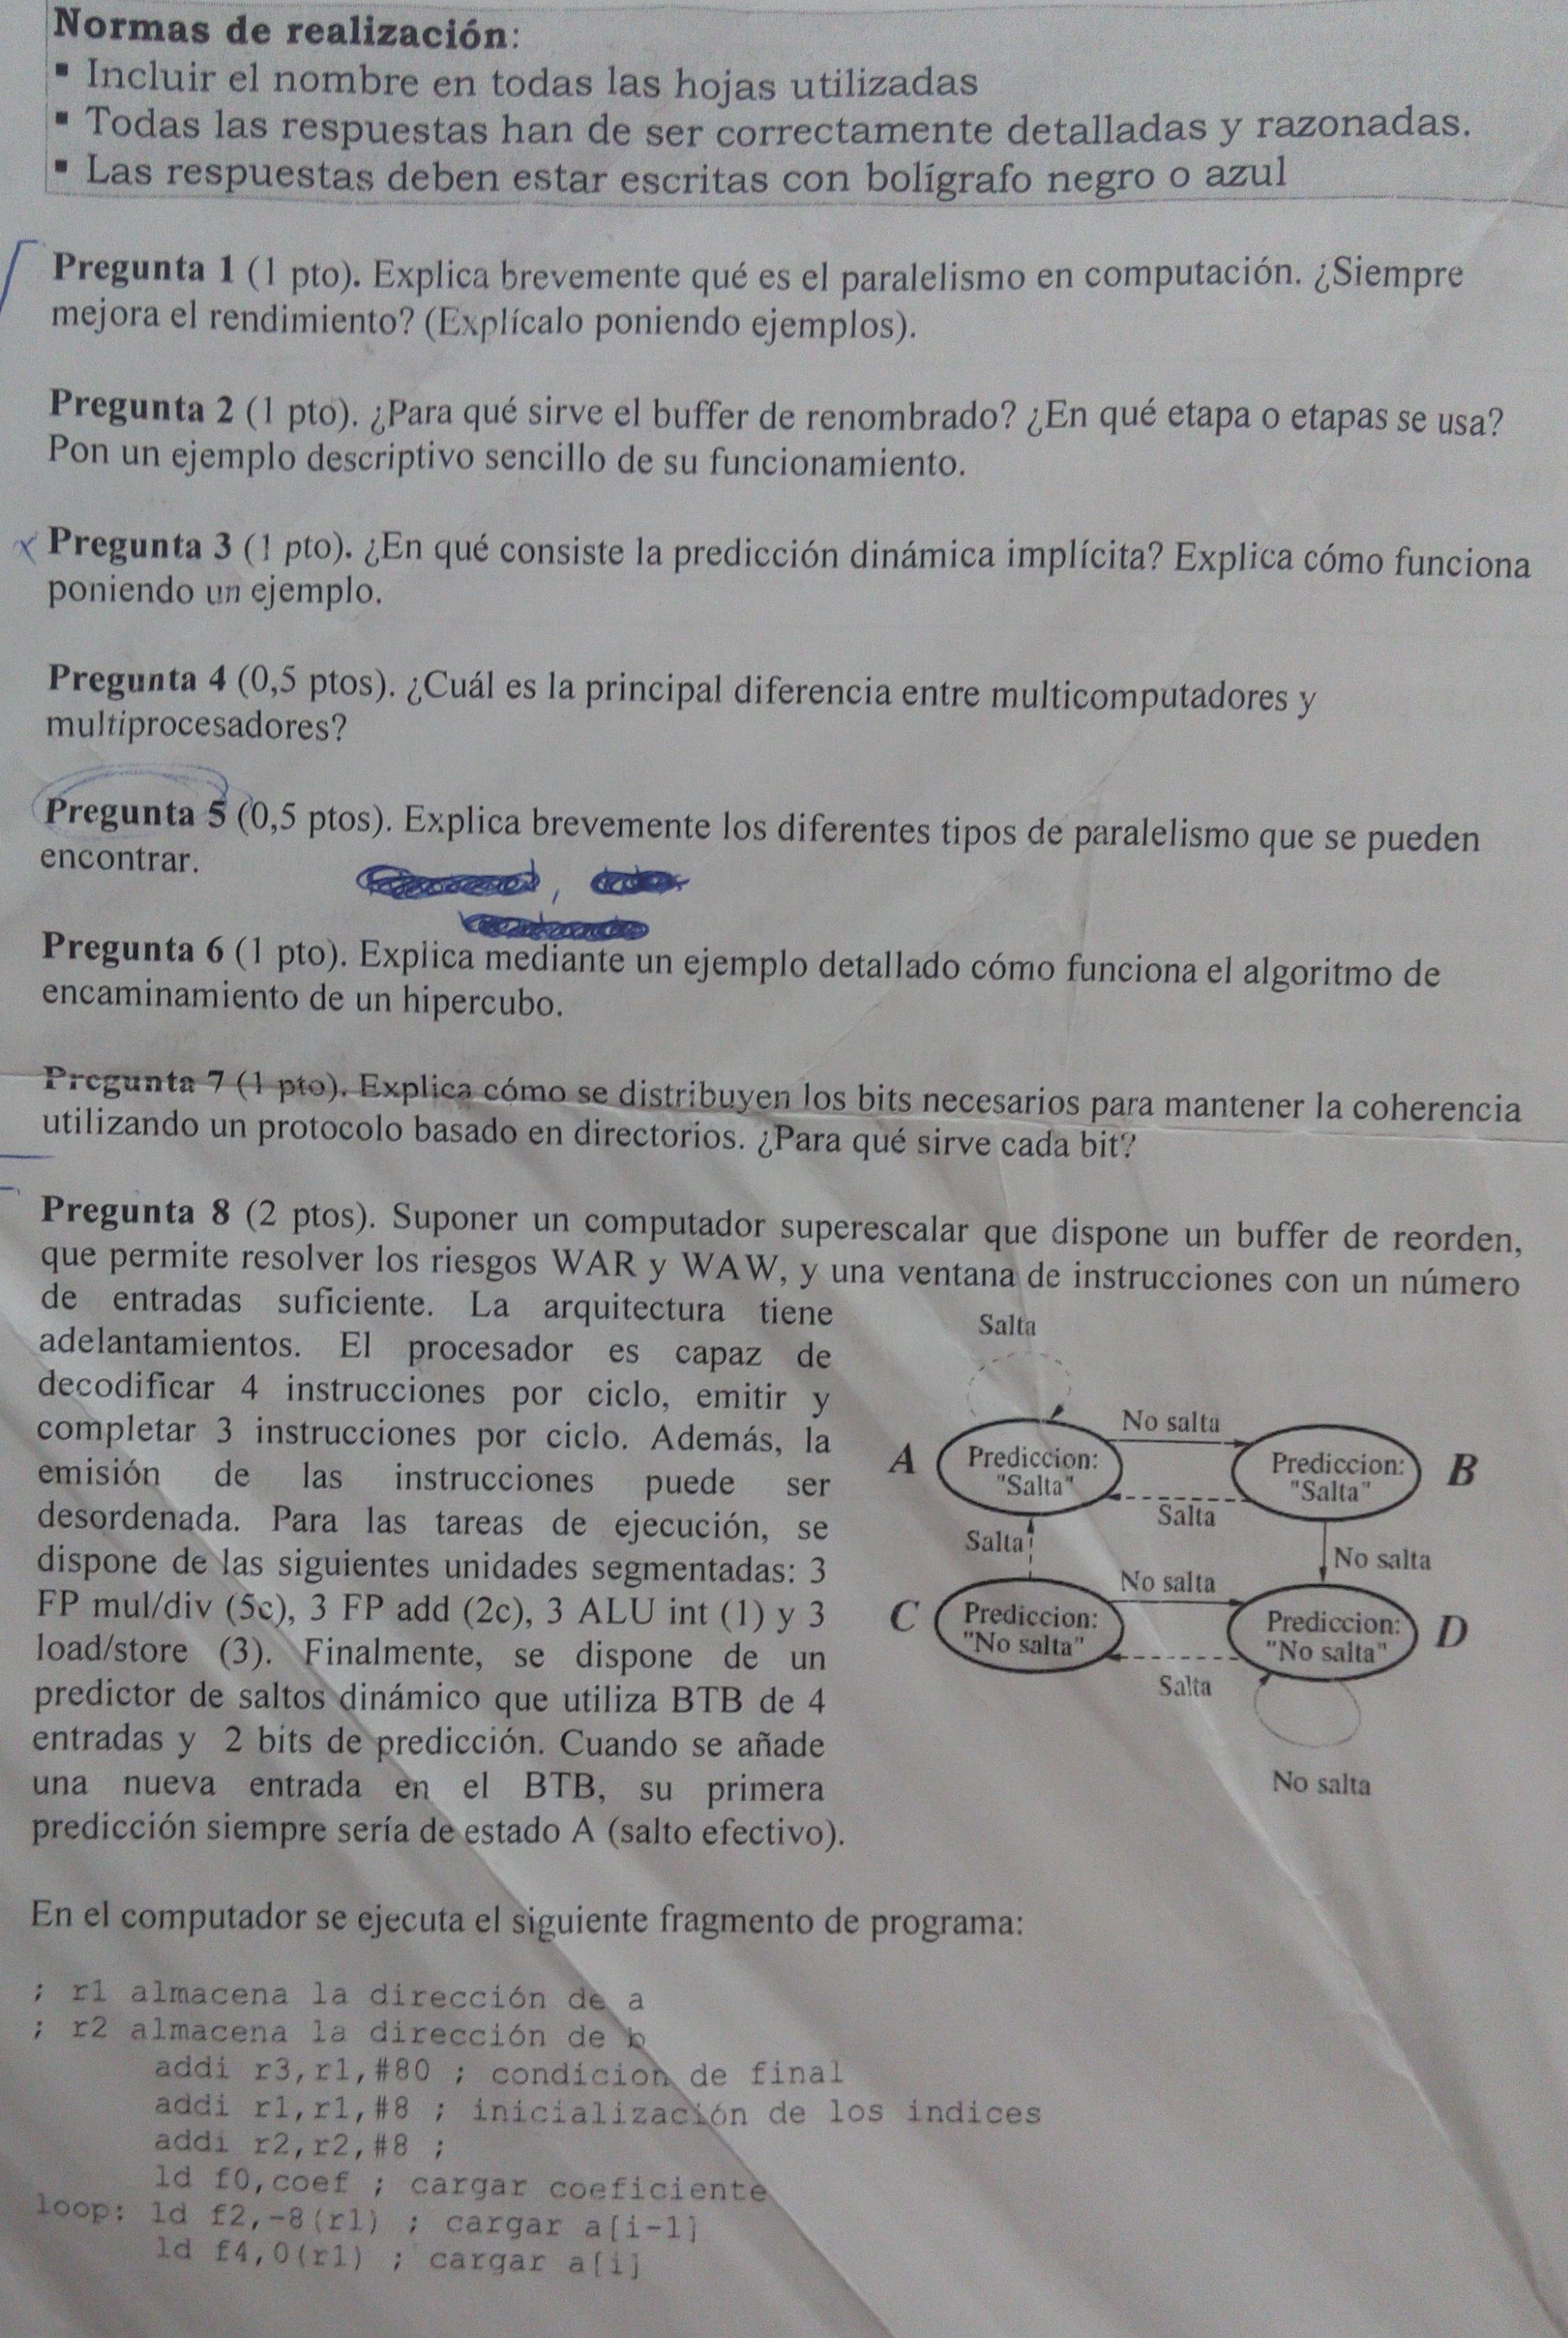 Normas de realización:
▪ Incluir el nombre en todas las hojas utilizadas
▪ Todas las respuestas han de ser correctamente detalladas y razonadas.
▪ Las respuestas deben estar escritas con bolígrafo negro o azul
Pregunta 1 (1 pto). Explica brevemente qué es el paralelismo en computación. ¿Siempre
mejora el rendimiento? (Explícalo poniendo ejemplos).
Pregunta 2 (1 pto). ¿Para qué sirve el buffer de renombrado? ¿En qué etapa o etapas se usa?
Pon un ejemplo descriptivo sencillo de su funcionamiento.
x Pregunta 3 (1 pto). ¿En qué consiste la predicción dinámica implícita? Explica cómo funciona
poniendo un ejemplo.
Pregunta 4 (0,5 ptos). ¿Cuál es la principal diferencia entre multicomputadores y
multiprocesadores?
Pregunta 5 (0,5 ptos). Explica brevemente los diferentes tipos de paralelismo que se pueden
encontrar.
Pregunta 6 (1 pto). Explica mediante un ejemplo detallado cómo funciona el algoritmo de
encaminamiento de un hipercubo.
Pregunta 7 (1 pto). Explica cómo se distribuyen los bits necesarios para mantener la coherencia
utilizando un protocolo basado en directorios. ¿Para qué sirve cada bit?
Pregunta 8 (2 ptos). Suponer un computador superescalar que dispone un buffer de reorden,
que permite resolver los riesgos WAR y WAW, y una ventana de instrucciones con un número
de entradas suficiente. La arquitectura tiene
adelantamientos. El procesador es capaz de
decodificar 4 instrucciones por ciclo, emitir y
completar 3 instrucciones por ciclo. Además, la
emisión de las instrucciones puede ser
desordenada. Para las tareas de ejecución, se
dispone de las siguientes unidades segmentadas: 3
FP mul/div (5c), 3 FP add (2c), 3 ALU int (1) y 3
load/store (3). Finalmente, se dispone de un
predictor de saltos dinámico que utiliza BTB de 4
entradas y 2 bits de predicción. Cuando se añade
una nueva entrada en el BTB, su primera
predicción siempre sería de estado A (salto efectivo).
Salta
No salta
A
Prediccion:
"Salta"
Prediccion:
"Salta"
B
Salta
Salta
No salta
No salta
C
Prediccion:
"No salta"
Prediccion:
"No salta"
D
Salta
No salta
En el computador se ejecuta el siguiente fragmento de programa:
; r1 almacena la dirección de a
; r2 almacena la dirección de b
addi r3,r1,#80 ; condicion de final
addi r1,r1,#8 ; inicialización de los indices
addi r2,r2,#8 ;
ld f0,coef ; cargar coeficiente
loop: ld f2,-8(r1) ; cargar a[i-1]
ld f4,0(r1) ; cargar a[i]